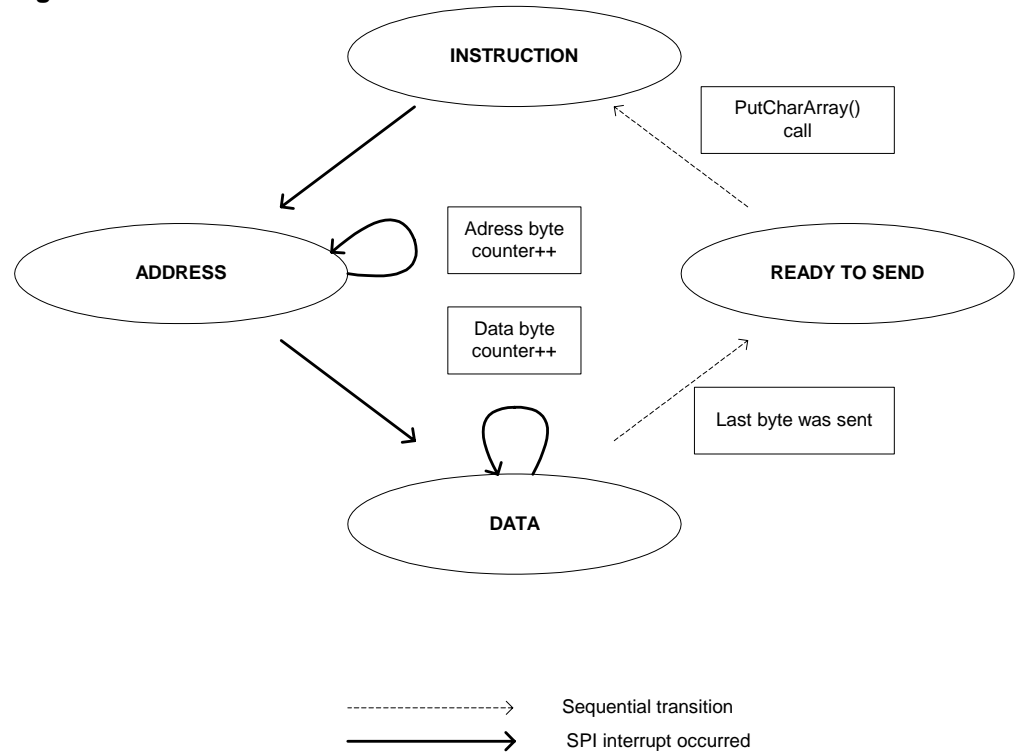 INSTRUCTION
PutCharArray()
call
Adress byte
counter++
ADDRESS
READY TO SEND
Data byte
counter++
Last byte was sent
DATA
Sequential transition
SPI interrupt occurred